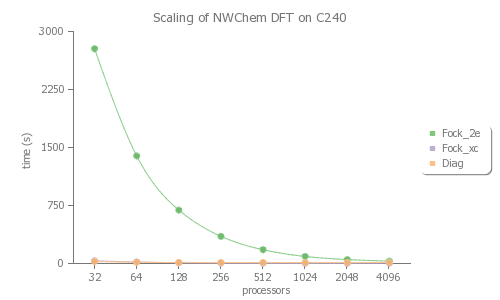 Scaling of NWChem DFT on C240
3000
2250
1500
750
0
time (s)
32 64 128 256 512 1024 2048 4096
processors
Fock_2e
Fock_xc
Diag